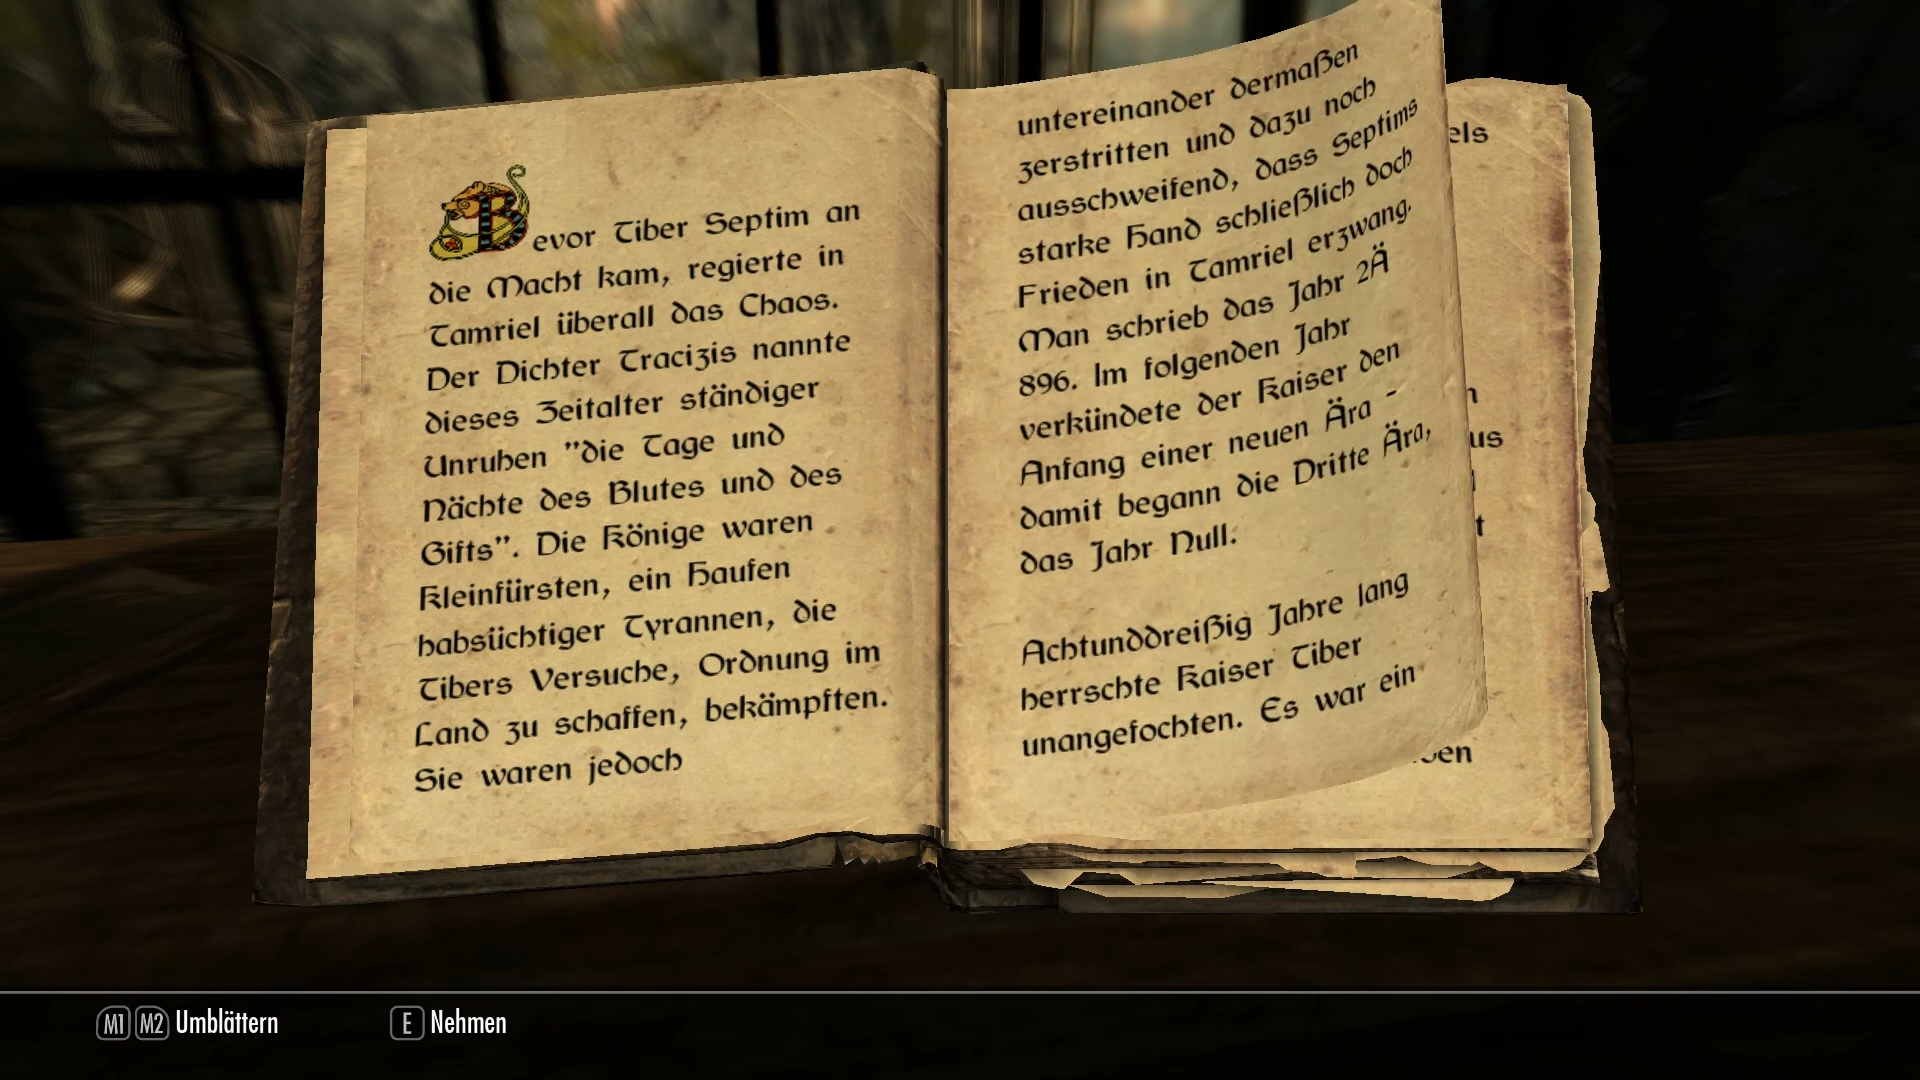 Bevor Tiber Septim an
die Macht kam, regierte in
Tamriel überall das Chaos.
Der Dichter Tracizis nannte
dieses Zeitalter ständiger
Unruhen "die Tage und
Nächte des Blutes und des
Gifts". Die Könige waren
Kleinfürsten, ein Haufen
habsüchtiger Tyrannen, die
Tibers Versuche, Ordnung im
Land zu schaffen, bekämpften.
Sie waren jedoch
untereinander dermaßen
zerstritten und dazu noch
ausschweifend, dass Septims
starke Hand schließlich doch
Frieden in Tamriel erzwang.
Man schrieb das Jahr 2Ä
896. Im folgenden Jahr
verkündete der Kaiser den
Anfang einer neuen Ära -
damit begann die Dritte Ära,
das Jahr Null.
Achtunddreißig Jahre lang
herrschte Kaiser Tiber
unangefochten. Es war ein
M1 M2 Umblättern
E Nehmen